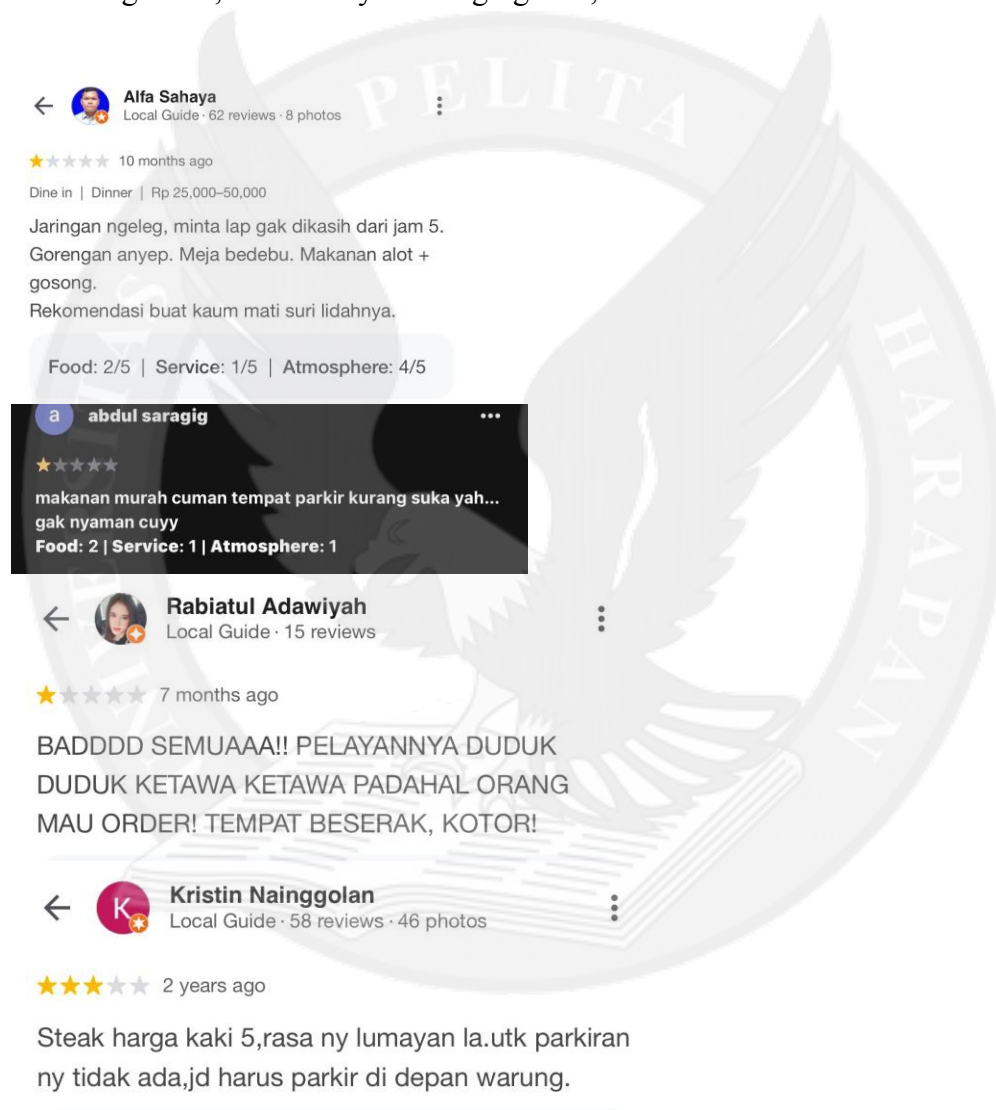 Alfa Sahaya
Local Guide · 62 reviews · 8 photos
10 months ago
Dine in | Dinner | Rp 25,000–50,000
Jaringan ngeleg, minta lap gak dikasih dari jam 5.
Gorengan anyep. Meja bedebu. Makanan alot +
gosong.
Rekomendasi buat kaum mati suri lidahnya.
Food: 2/5 | Service: 1/5 | Atmosphere: 4/5
a abdul saragig
makanan murah cuman tempat parkir kurang suka yah...
gak nyaman cuyy
Food: 2 | Service: 1 | Atmosphere: 1
Rabiatul Adawiyah
Local Guide · 15 reviews
7 months ago
BADDDD SEMUAAA!! PELAYANNYA DUDUK
DUDUK KETAWA KETAWA PADAHAL ORANG
MAU ORDER! TEMPAT BESERAK, KOTOR!
K Kristin Nainggolan
Local Guide · 58 reviews · 46 photos
2 years ago
Steak harga kaki 5,rasa ny lumayan la.utk parkiran
ny tidak ada,jd harus parkir di depan warung.
UNIVERSITAS PELITA HARAPAN